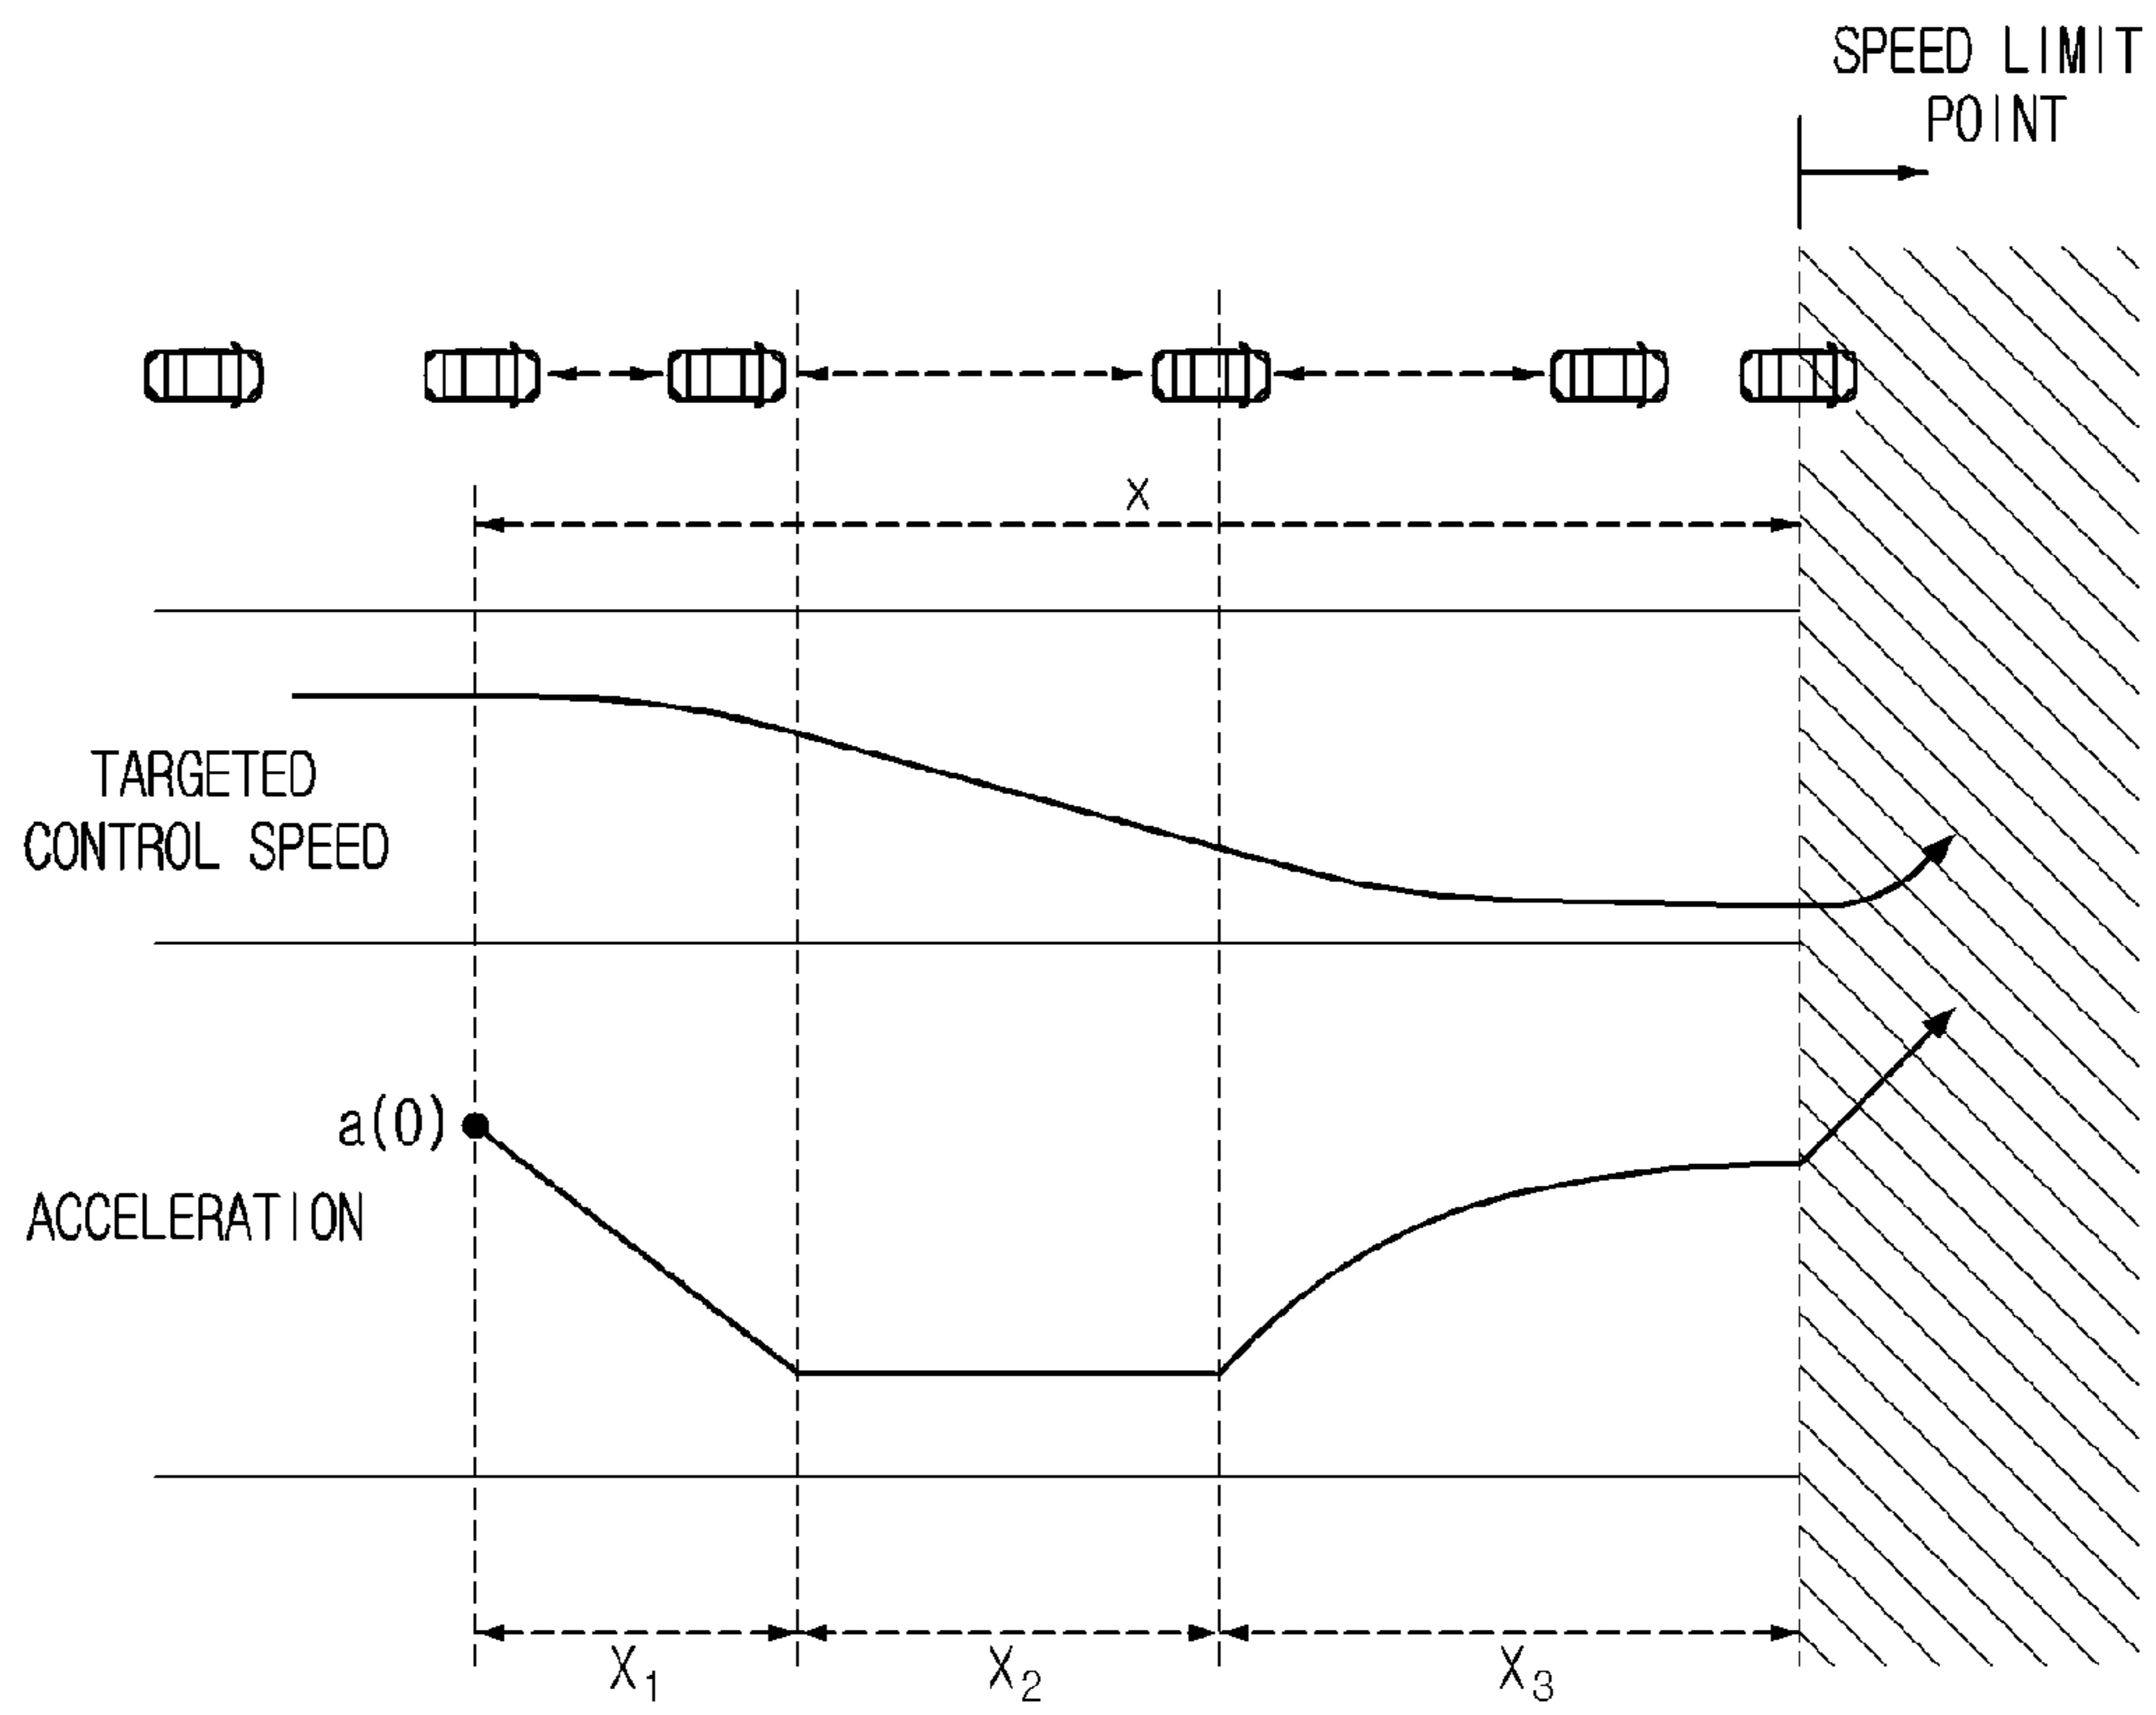 SPEED LIMIT
POINT
X
TARGETED
CONTROL SPEED
a(0)
ACCELERATION
X₁
X₂
X₃